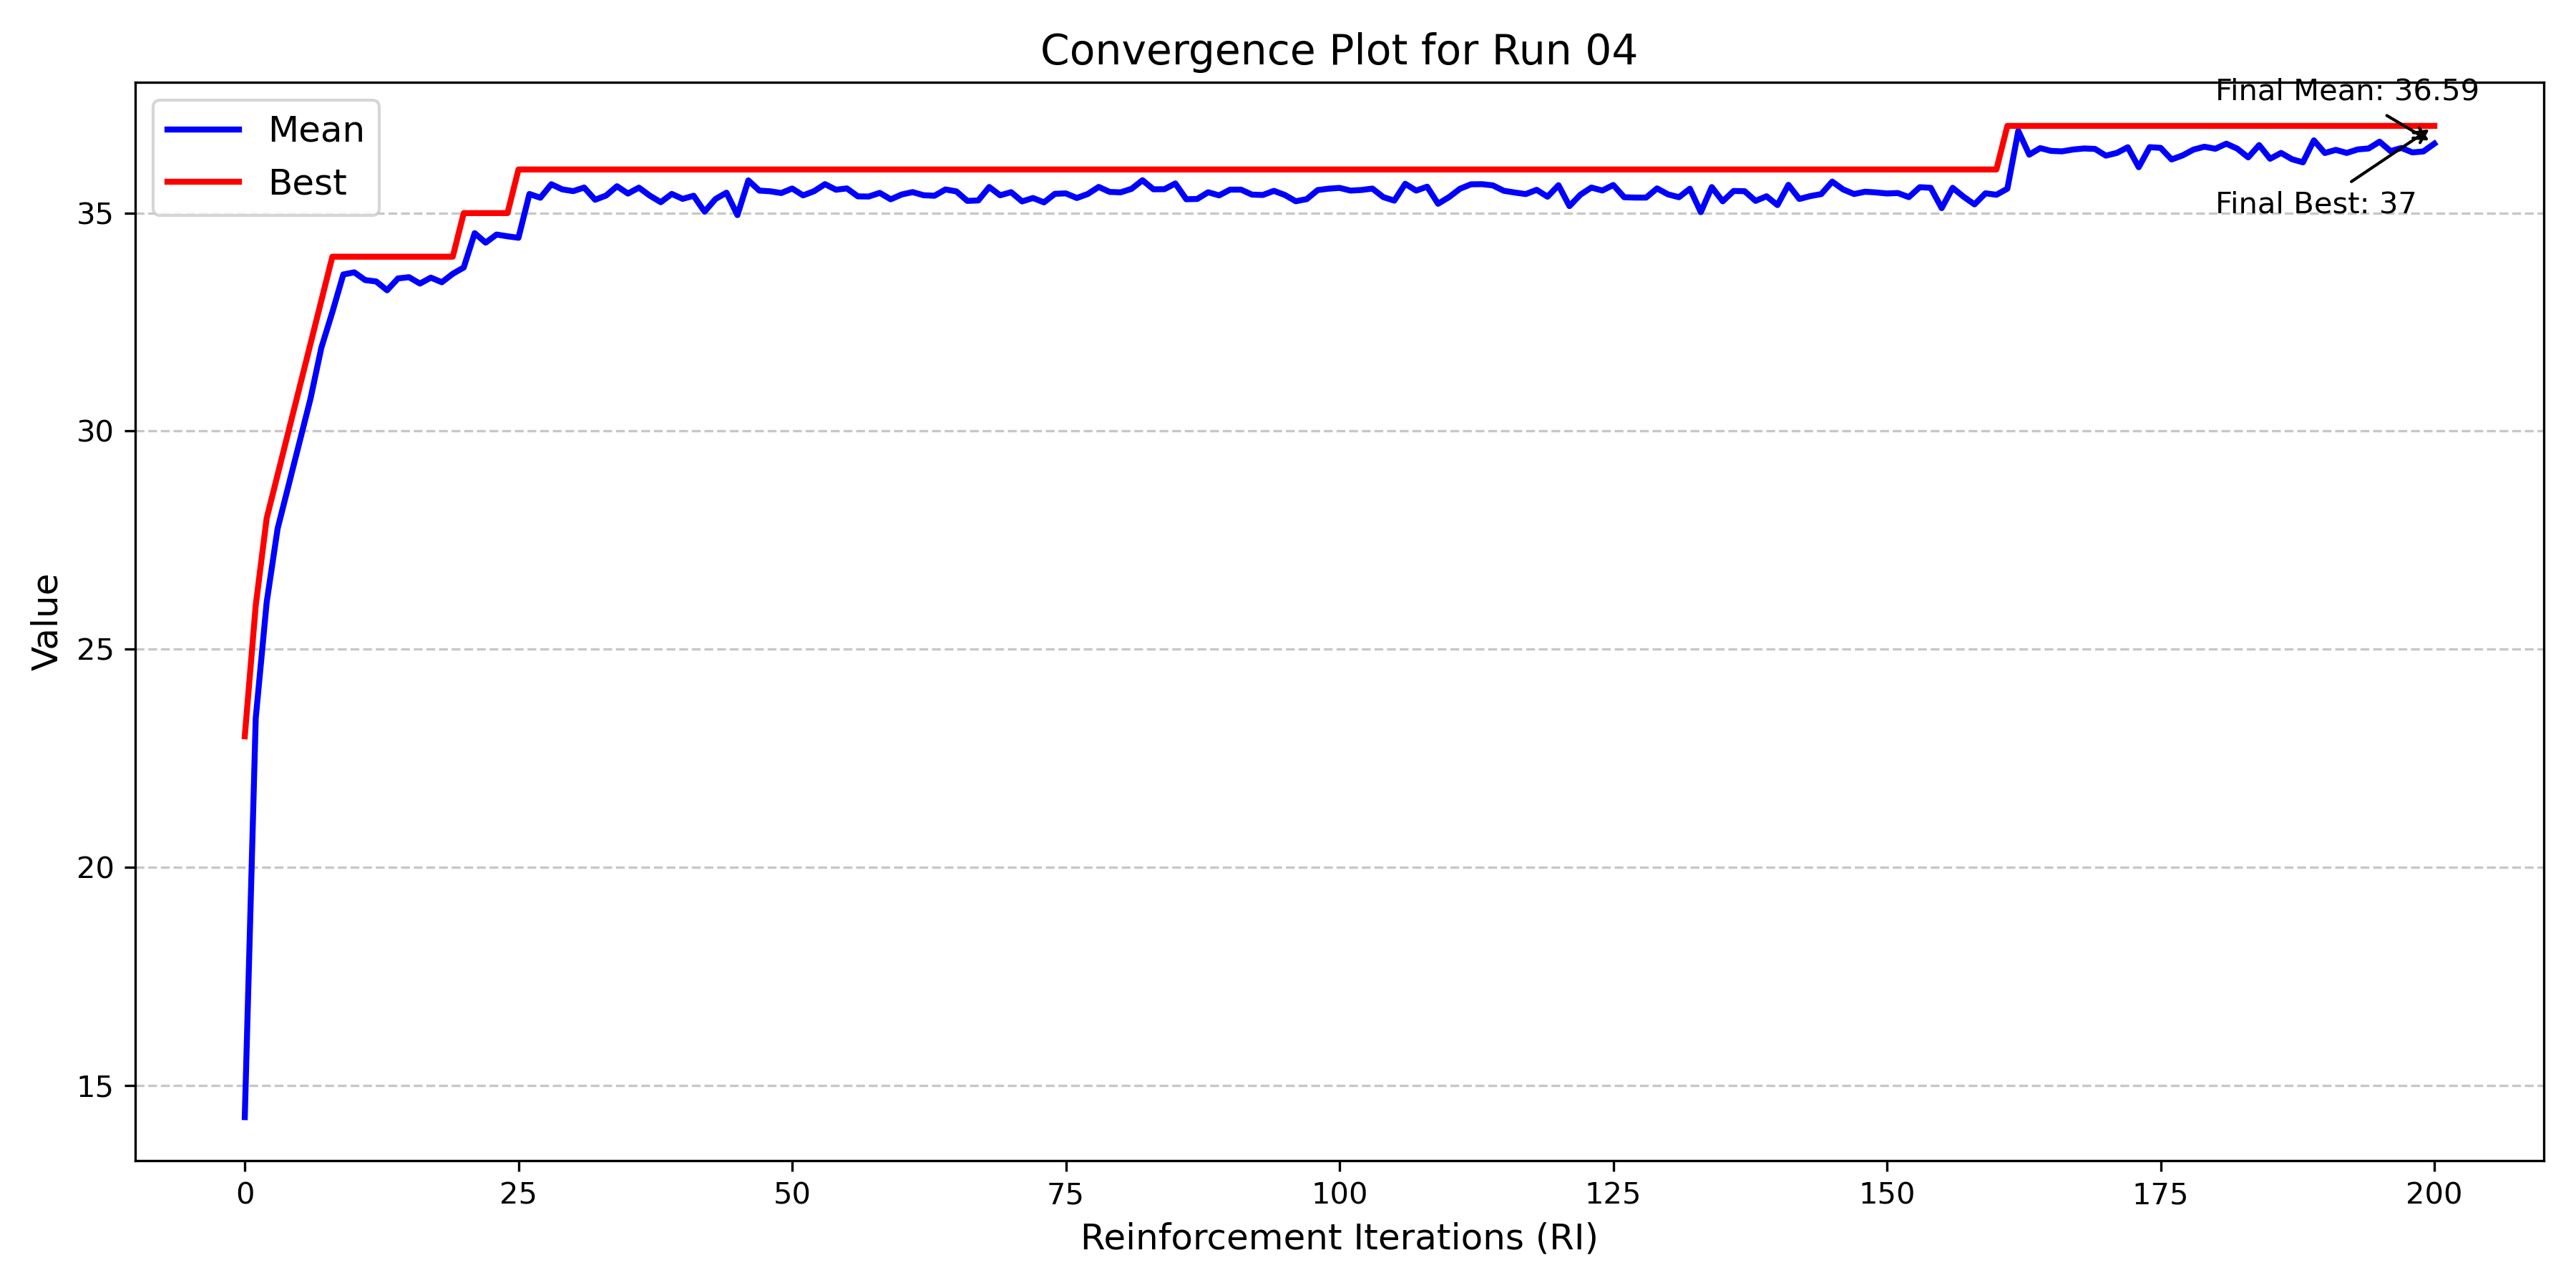 Convergence Plot for Run 04
Final Mean: 36.59
Mean
Best
Final Best: 37
35
30
25
20
15
Value
0 25 50 75 100 125 150 175 200
Reinforcement Iterations (RI)